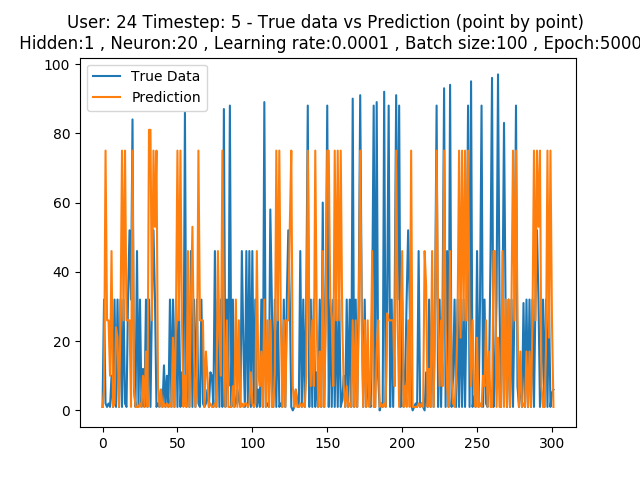 User: 24 Timestep: 5 - True data vs Prediction (point by point)
Hidden:1 , Neuron:20 , Learning rate:0.0001 , Batch size:100 , Epoch:5000
True Data
Prediction
100
80
60
40
20
0
0 50 100 150 200 250 300